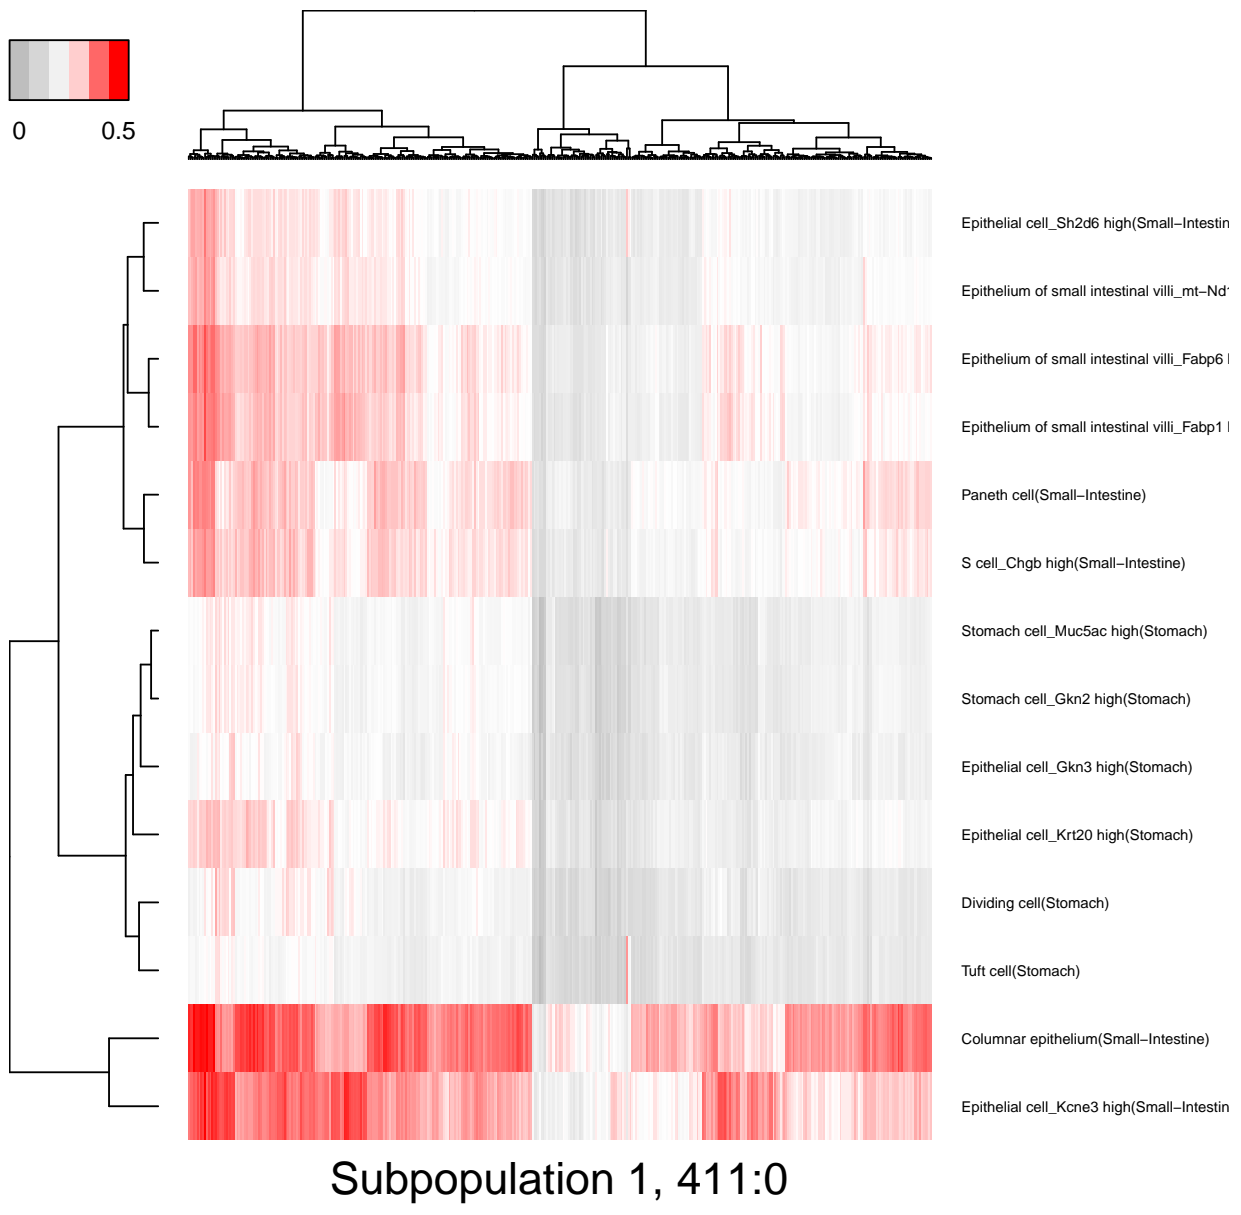 0 0.5
Epithelial cell_Sh2d6 high(Small−Intestin
Epithelium of small intestinal villi_mt−Nd1
Epithelium of small intestinal villi_Fabp6
Epithelium of small intestinal villi_Fabp1
Paneth cell(Small−Intestine)
S cell_Chgb high(Small−Intestine)
Stomach cell_Muc5ac high(Stomach)
Stomach cell_Gkn2 high(Stomach)
Epithelial cell_Gkn3 high(Stomach)
Epithelial cell_Krt20 high(Stomach)
Dividing cell(Stomach)
Tuft cell(Stomach)
Columnar epithelium(Small−Intestine)
Epithelial cell_Kcne3 high(Small−Intestin
Subpopulation 1, 411:0